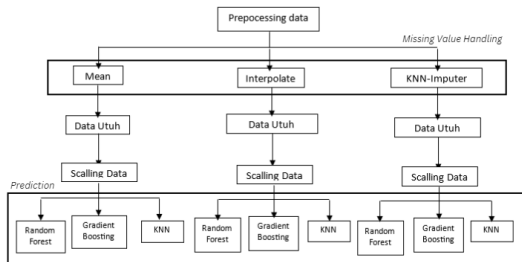 Prepocessing data
Missing Value Handling
Mean
Interpolate
KNN-Imputer
Data Utuh
Data Utuh
Data Utuh
Scalling Data
Scalling Data
Scalling Data
Prediction
Random
Forest
Gradient
Boosting
KNN
Random
Forest
Gradient
Boosting
KNN
Random
Forest
Gradient
Boosting
KNN